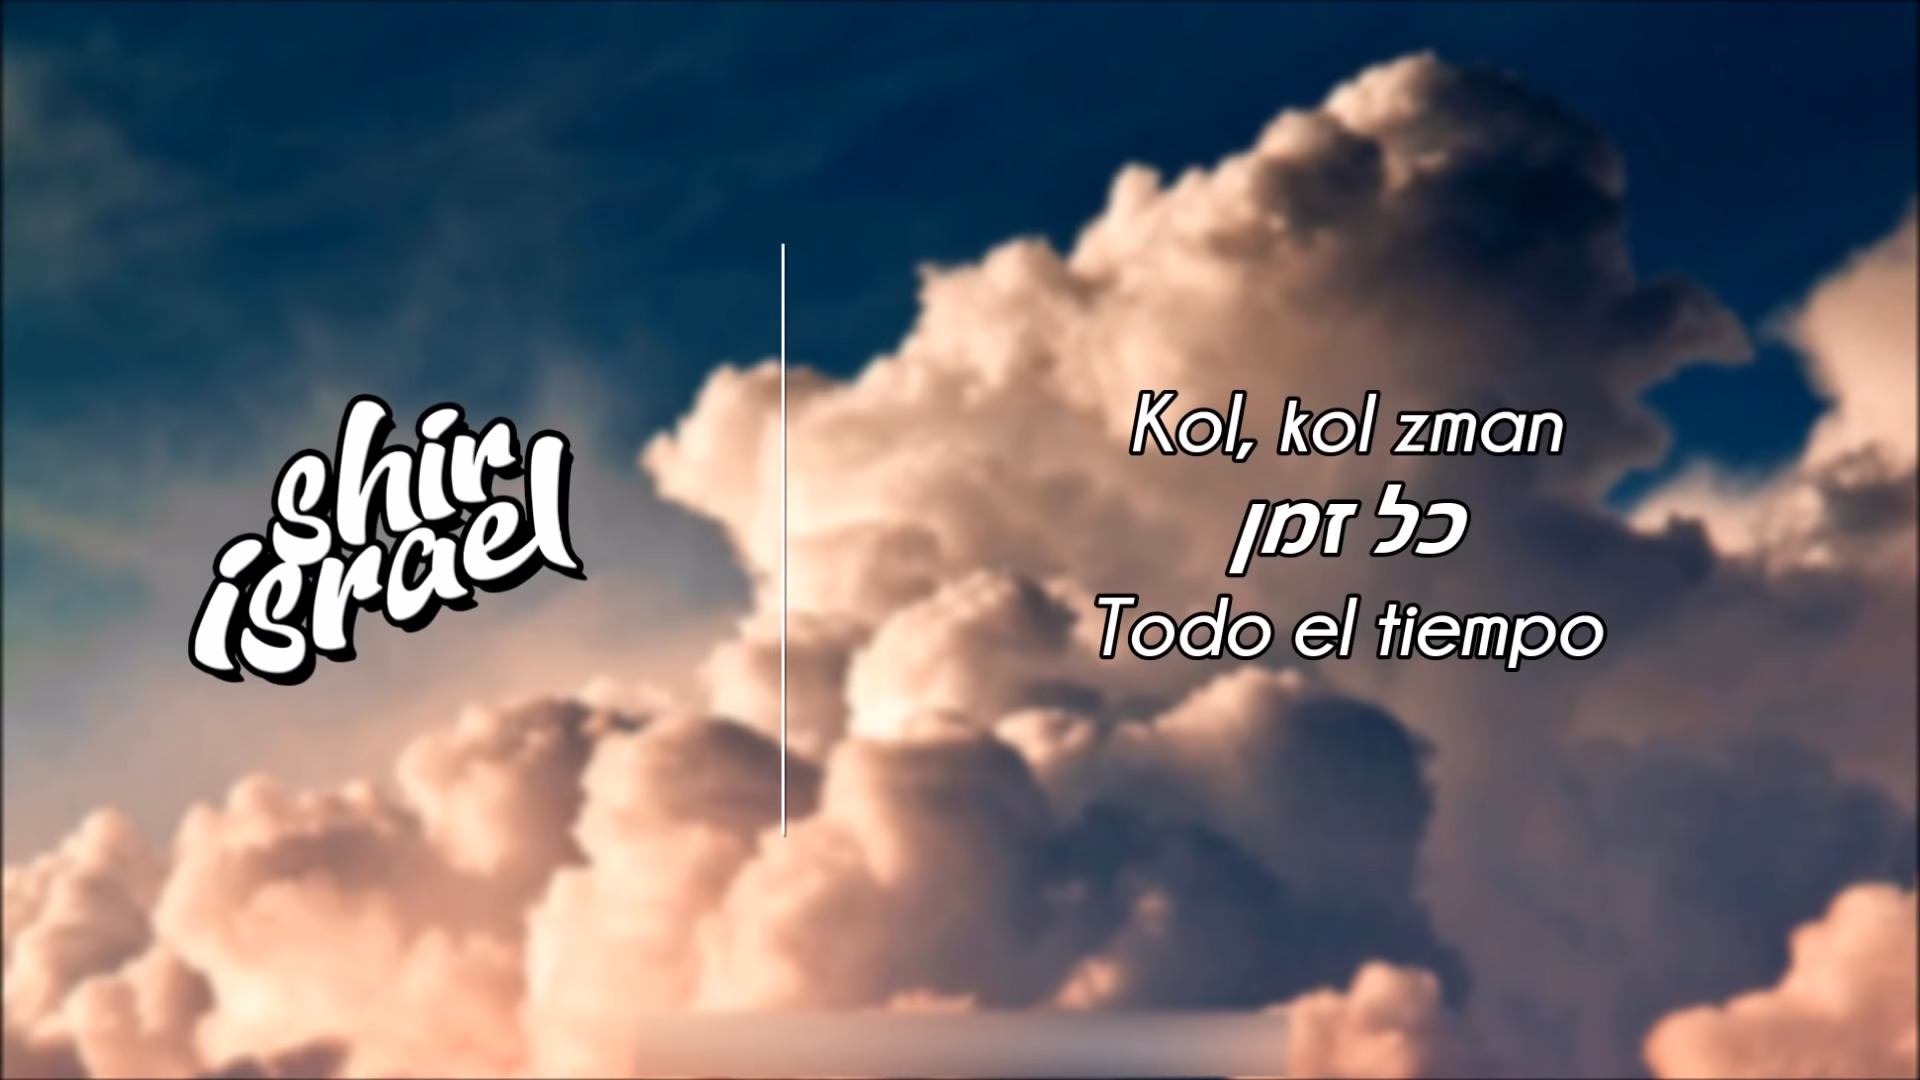 shir
israel
Kol, kol zman
כל זמן
Todo el tiempo